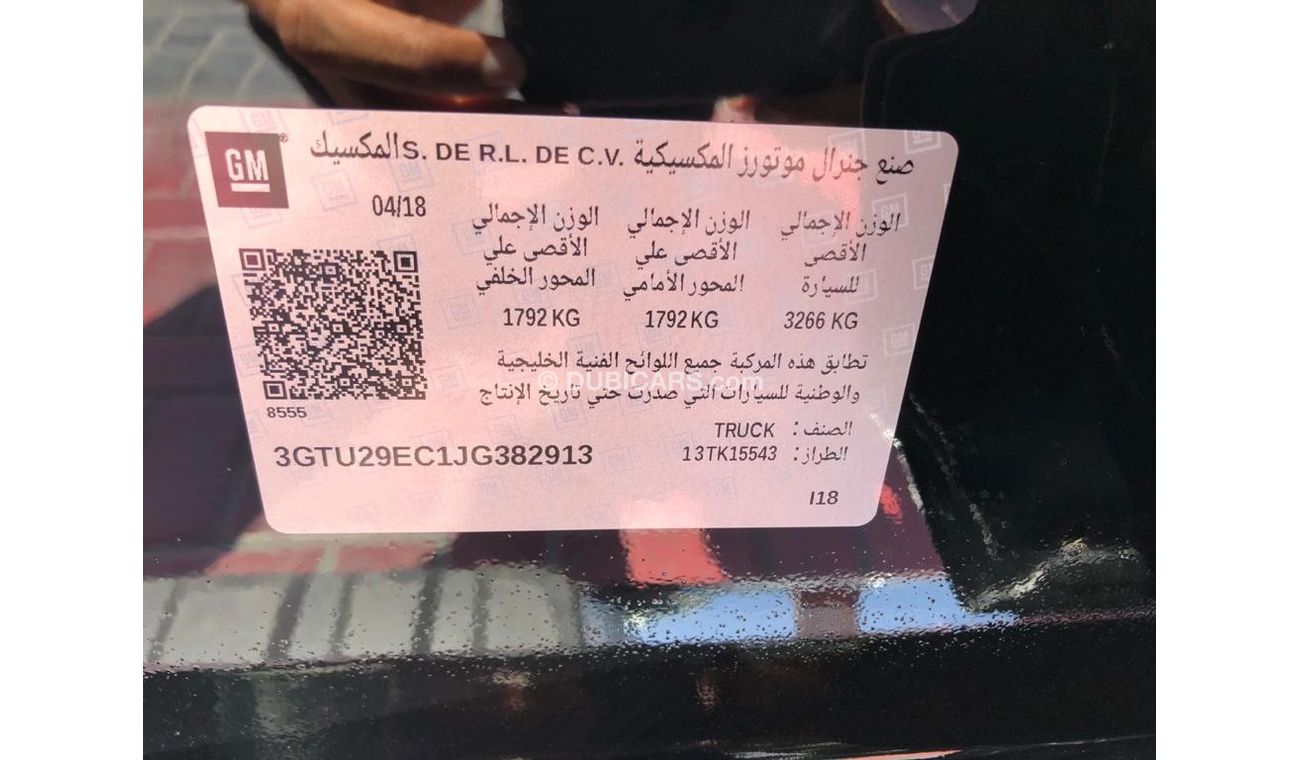 GM
صنع جنرال موتورز المكسيكية .S. DE R.L. DE C.V المكسيك
04/18
الوزن الإجمالي الأقصى للسيارة
3266 KG
الوزن الإجمالي الأقصى علي المحور الأمامي
1792 KG
الوزن الإجمالي الأقصى علي المحور الخلفي
1792 KG
تطابق هذه المركبة جميع اللوائح الفنية الخليجية
والوطنية للسيارات التي صدرت حتي تاريخ الإنتاج
© DUBICARS.com
8555
الصنف: TRUCK
3GTU29EC1JG382913
الطراز: 13TK15543
I18